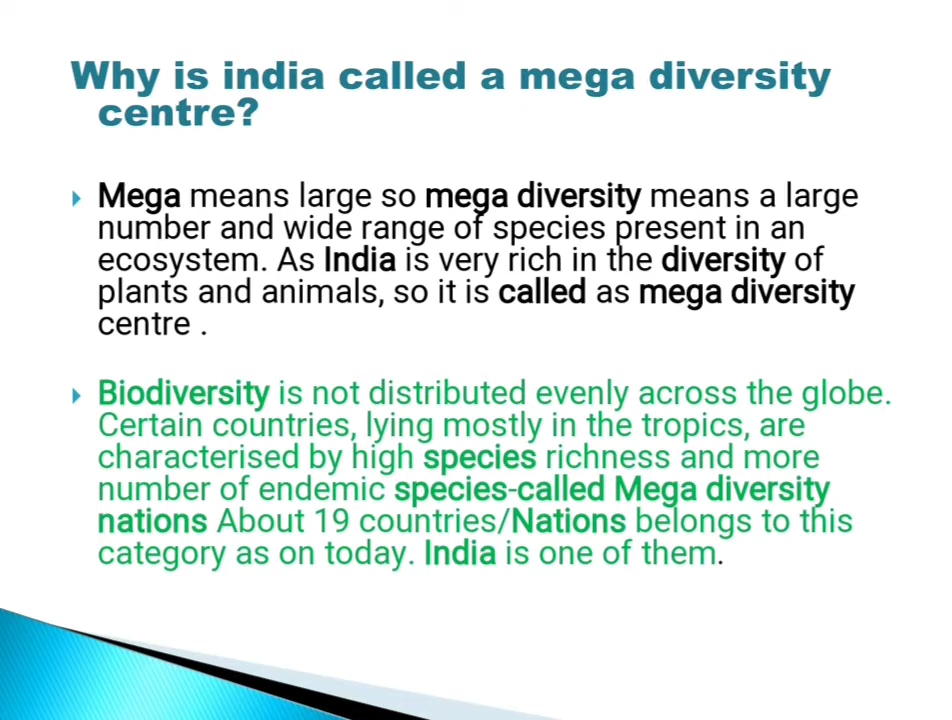 Why is india called a mega diversity
centre?
Mega means large so mega diversity means a large
number and wide range of species present in an
ecosystem. As India is very rich in the diversity of
plants and animals, so it is called as mega diversity
centre .
Biodiversity is not distributed evenly across the globe.
Certain countries, lying mostly in the tropics, are
characterised by high species richness and more
number of endemic species-called Mega diversity
nations About 19 countries/Nations belongs to this
category as on today. India is one of them.